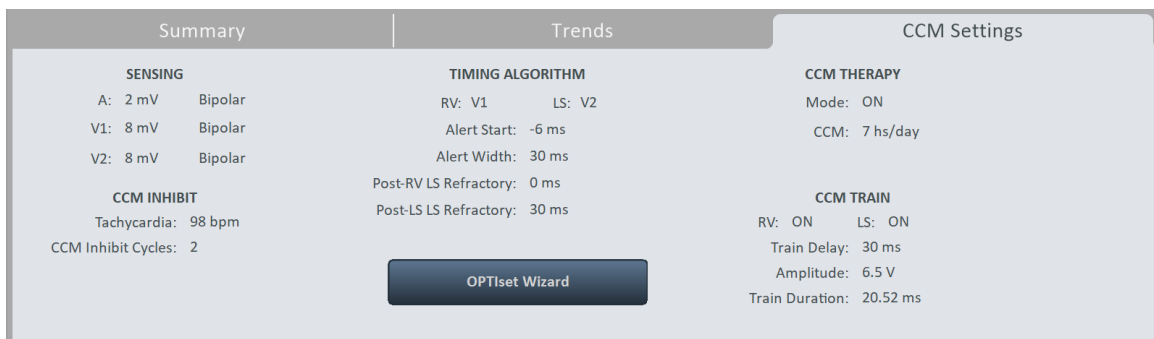 Summary
Trends
CCM Settings
SENSING
A: 2 mV Bipolar
V1: 8 mV Bipolar
V2: 8 mV Bipolar
CCM INHIBIT
Tachycardia: 98 bpm
CCM Inhibit Cycles: 2
TIMING ALGORITHM
RV: V1 LS: V2
Alert Start: -6 ms
Alert Width: 30 ms
Post-RV LS Refractory: 0 ms
Post-LS LS Refractory: 30 ms
OPTIset Wizard
CCM THERAPY
Mode: ON
CCM: 7 hs/day
CCM TRAIN
RV: ON LS: ON
Train Delay: 30 ms
Amplitude: 6.5 V
Train Duration: 20.52 ms